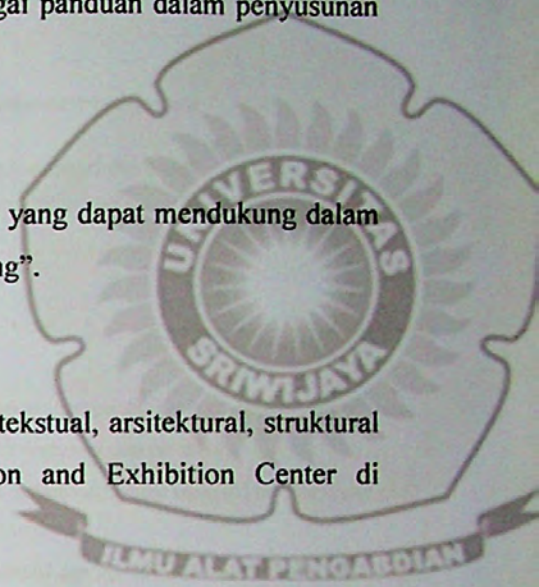 gai panduan dalam penyusunan
yang dapat mendukung dalam
ng”.
tekstual, arsitektural, struktural
on and Exhibition Center di
UNIVERSITAS
SRIWIJAYA
ILMU ALAT PENGABDIAN